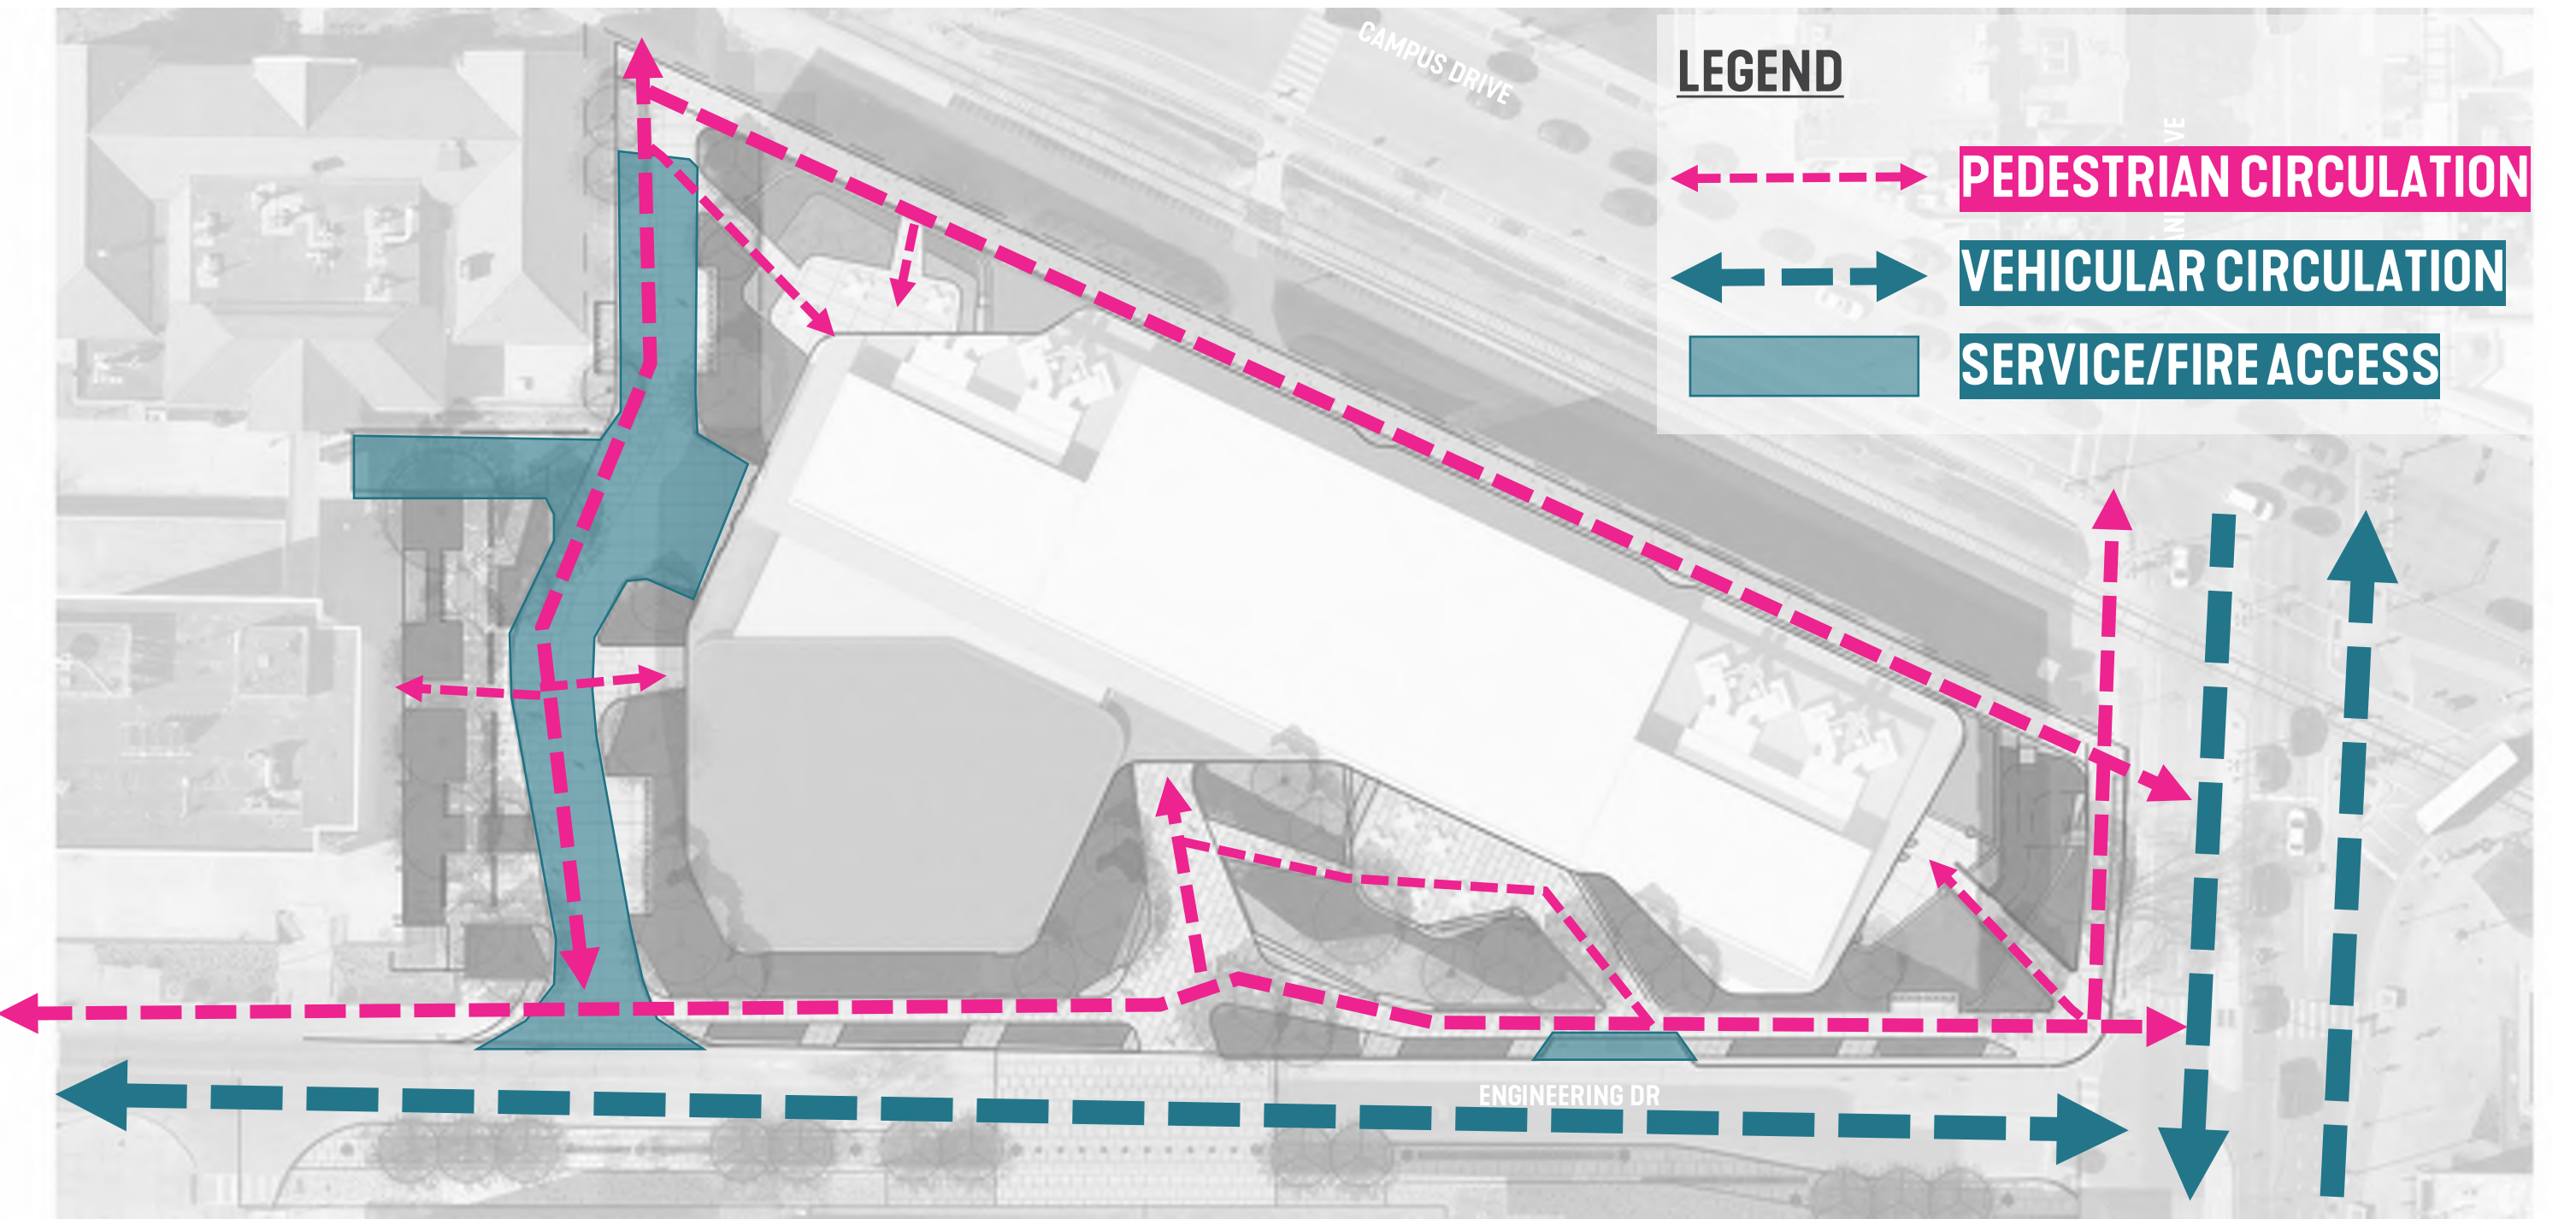 CAMPUS DRIVE
LEGEND
PEDESTRIAN CIRCULATION
VEHICULAR CIRCULATION
SERVICE/FIRE ACCESS
ENGINEERING DR